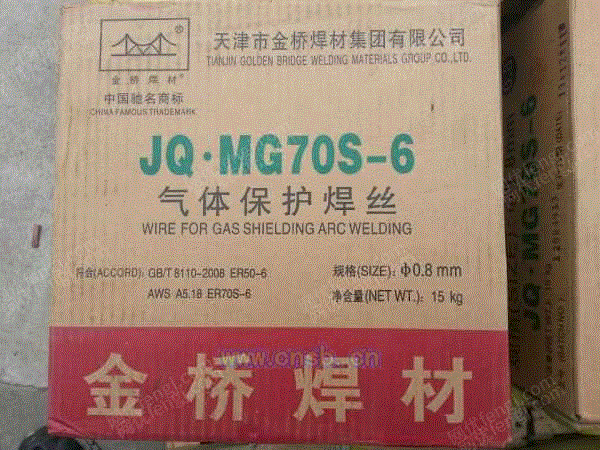 金桥焊材
中国驰名商标
CHINA FAMOUS TRADEMARK
天津市金桥焊材集团有限公司
TIANJIN GOLDEN BRIDGE WELDING MATERIALS GROUP CO.,LTD.
JQ·MG70S-6
气体保护焊丝
WIRE FOR GAS SHIELDING ARC WELDING
符合(ACCORD): GB/T 8110-2008 ER50-6
AWS A5.18 ER70S-6
规格(SIZE): Φ0.8 mm
净含量(NET WT.): 15 kg
www.cnsb.cn
金桥焊材
JQ·MG70S-6